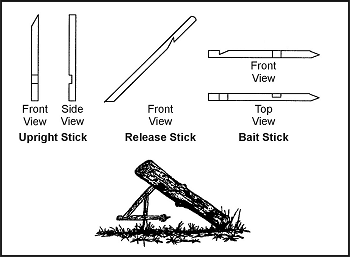 Front
View
Side
View
Upright Stick
Front
View
Release Stick
Front
View
Top
View
Bait Stick